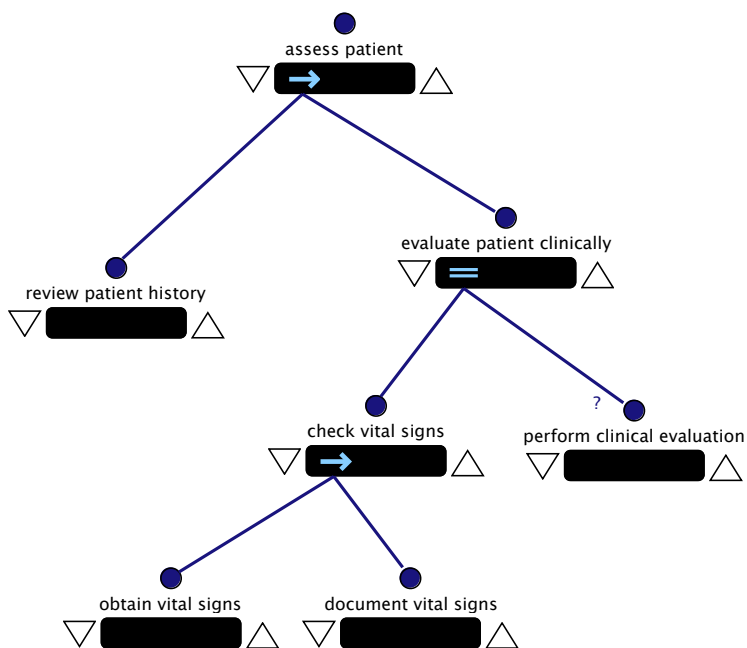 assess patient
evaluate patient clinically
review patient history
?
check vital signs
perform clinical evaluation
obtain vital signs
document vital signs